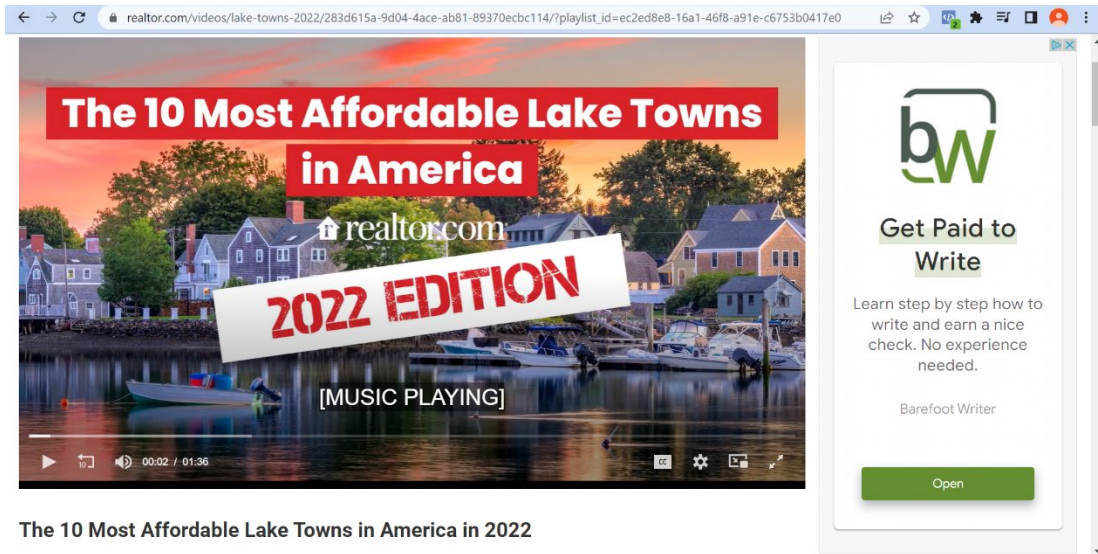 realtor.com/videos/lake-towns-2022/283d615a-9d04-4ace-ab81-89370ecbc114/?playlist_id=ec2ed8e8-16a1-46f8-a91e-c6753b0417e0
2
The 10 Most Affordable Lake Towns
in America
r realtor.com
2022 EDITION
[MUSIC PLAYING]
10
00:02 / 01:36
CC
The 10 Most Affordable Lake Towns in America in 2022
bw
Get Paid to
Write
Learn step by step how to
write and earn a nice
check. No experience
needed.
Barefoot Writer
Open